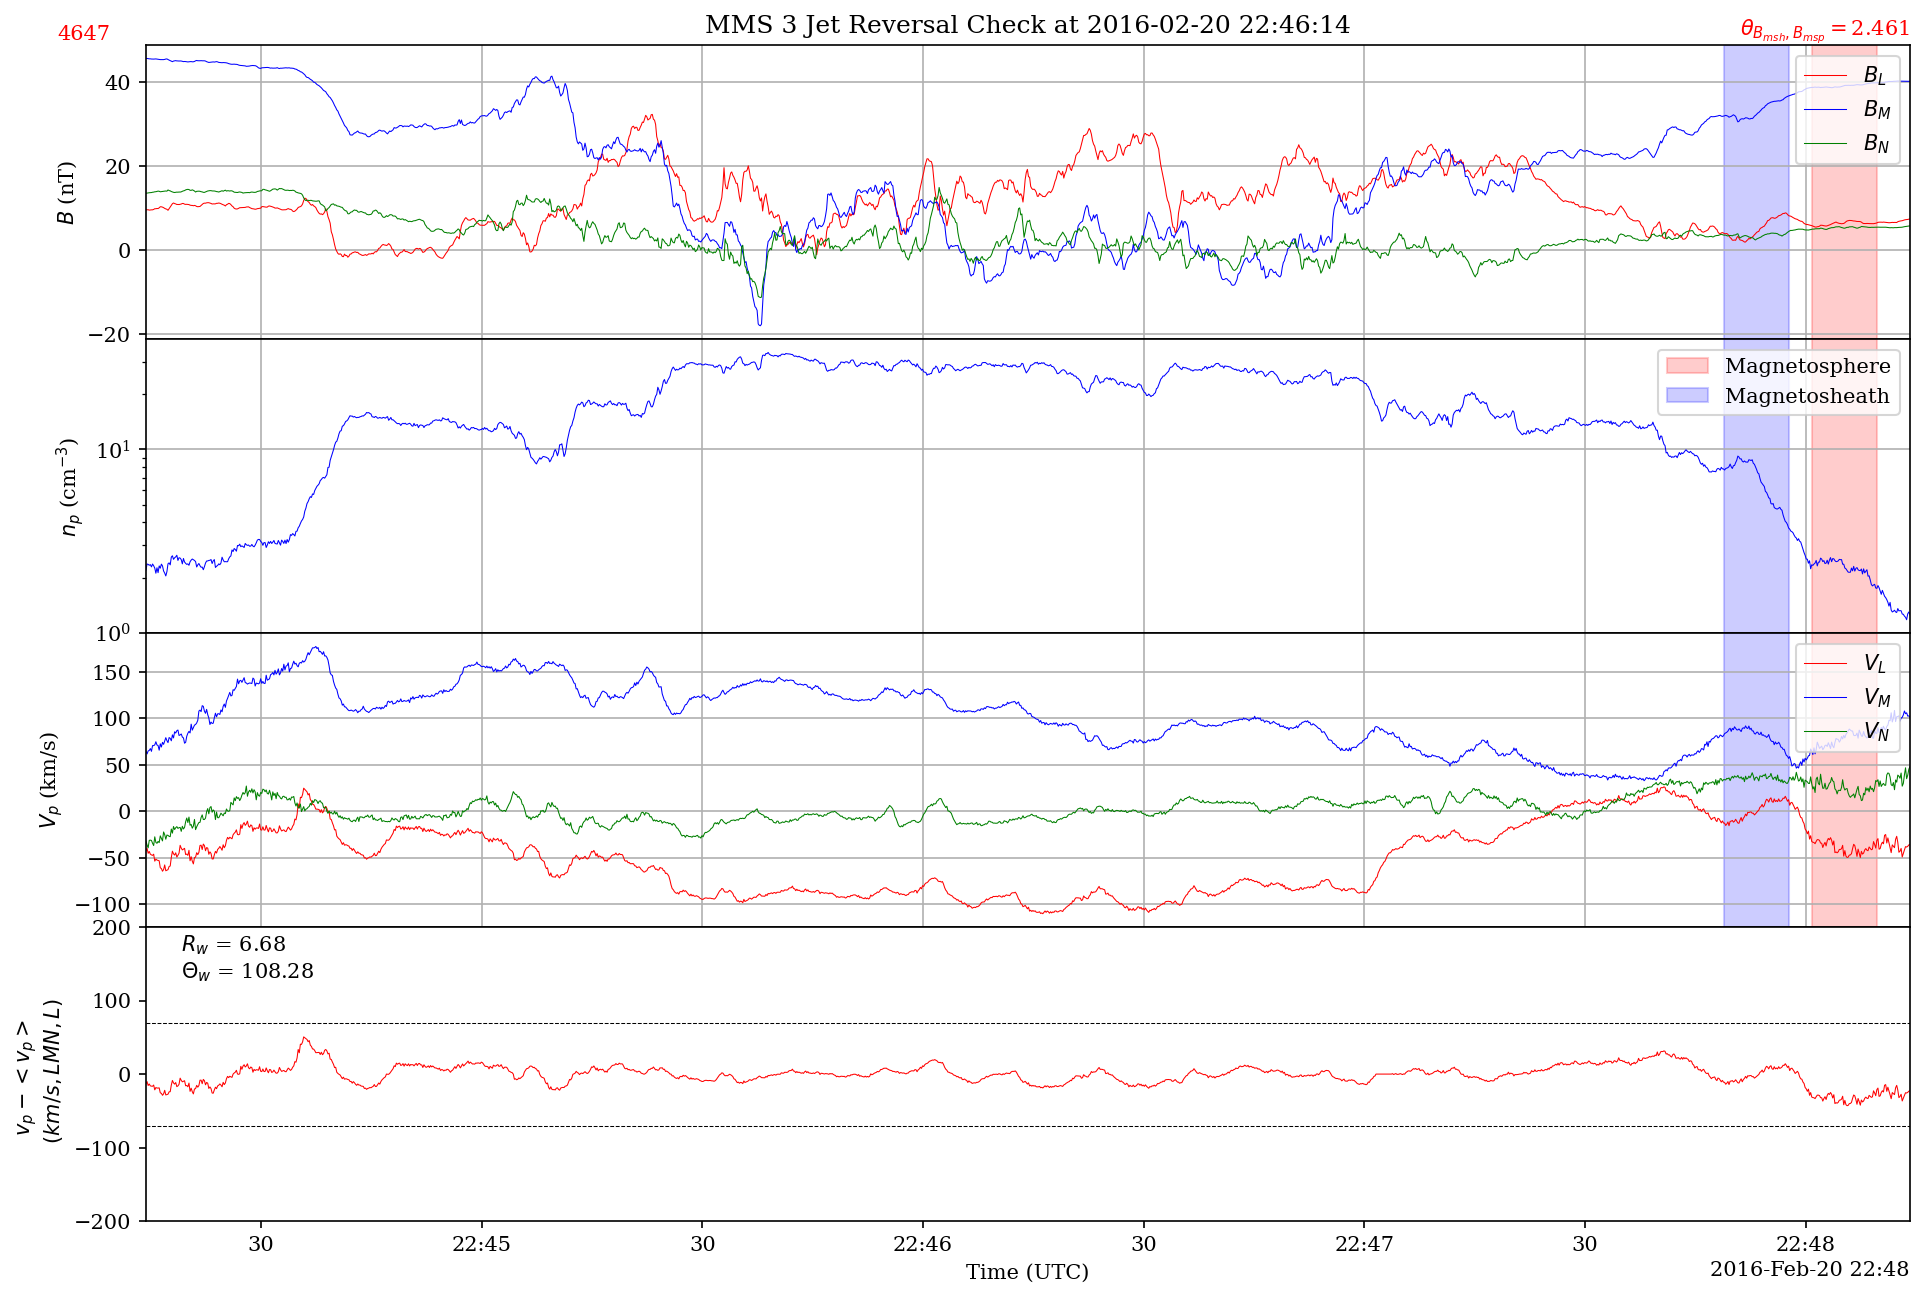 4647
MMS 3 Jet Reversal Check at 2016-02-20 22:46:14
θ_{B_{msh}, B_{msp}} = 2.461
B (nT)
40
20
0
−20
B_L
B_M
B_N
n_p (cm⁻³)
10¹
10⁰
Magnetosphere
Magnetosheath
V_p (km/s)
150
100
50
0
−50
−100
V_L
V_M
V_N
v_p − <v_p>
(km/s, LMN, L)
200
100
0
−100
−200
R_w = 6.68
Θ_w = 108.28
30 22:45 30 22:46 30 22:47 30 22:48
Time (UTC)
2016-Feb-20 22:48